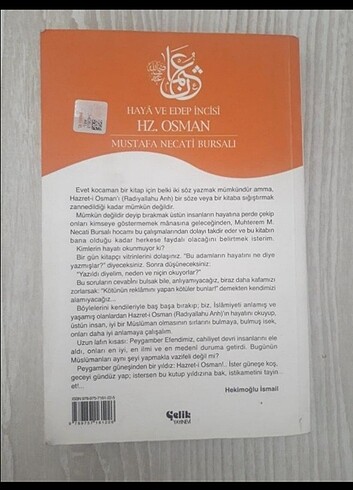 HAYÂ VE EDEP İNCİSİ
HZ. OSMAN
MUSTAFA NECATİ BURSALI
Evet kocaman bir kitap için belki iki söz yazmak mümkündür amma,
Hazret-i Osman'ı (Radıyallahu Anh) bir söze veya bir kitaba sığıştırmak
zannedildiği kadar mümkün değildir.
Mümkün değildir deyip bırakmak üstün insanların hayatına perde çekip
onları kimseye göstermemek mânasına geleceğinden, Muhterem M.
Necati Bursalı hocamı bu çalışmalarından dolayı takdir eder ve bu kitabın
bana olduğu kadar herkese faydalı olacağını belirtmek isterim.
Kimlerin hayatı okunmuyor ki?
Bir gün kitapçı vitrinlerini dolaşınız. "Bu adamların hayatını ne diye
yazmışlar?" diyeceksiniz. Sonra düşüneceksiniz:
"Yazıldı diyelim, neden ve niçin okuyorlar?"
Bu soruların cevabını bulsak bile, anlıyamıyacağız, biraz daha kafamızı
zorlarsak: "Kötünün reklâmını yapan kötüler bunlar!" demekten kendimizi
alamıyacağız...
Böylelerini kendileriyle baş başa bırakıp; biz, İslâmiyeti anlamış ve
yaşamış olanlardan Hazret-i Osman (Radıyallahu Anh)'ın hayatını okuyup,
üstün insan, iyi bir Müslüman olmasının sırlarını bulmaya, bulmuş isek,
onları daha iyi anlamaya çalışalım.
Uzun lafın kısası; Peygamber Efendimiz, cahiliyet devri insanlarını ele
aldı, onları en iyi, en ilmi ve en medenî duruma getirdi. Bugünün
Müslümanları aynı şeyi yapmakla vazifeli değil mi?
Peygamber güneşinden bir yıldız: Hazret-i Osman!.. İster güneşe koş,
geceyi gündüz yap; istersen bu kutup yıldızına bak, istikametini tayin...
et!...
Hekimoğlu İsmail
Çelik
YAYINEVİ